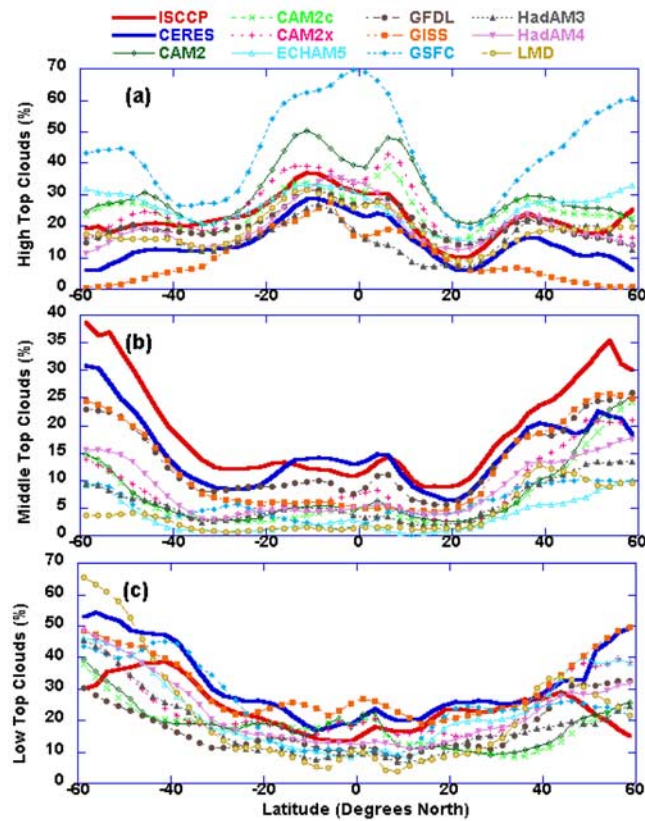 ISCCP CAM2c GFDL HadAM3
CERES CAM2x GISS HadAM4
CAM2 ECHAM5 GSFC LMD
(a)
High Top Clouds (%)
70
60
50
40
30
20
10
0
-60 -40 -20 0 20 40 60
(b)
Middle Top Clouds (%)
40
35
30
25
20
15
10
5
0
-60 -40 -20 0 20 40 60
(c)
Low Top Clouds (%)
70
60
50
40
30
20
10
0
-60 -40 -20 0 20 40 60
Latitude (Degrees North)